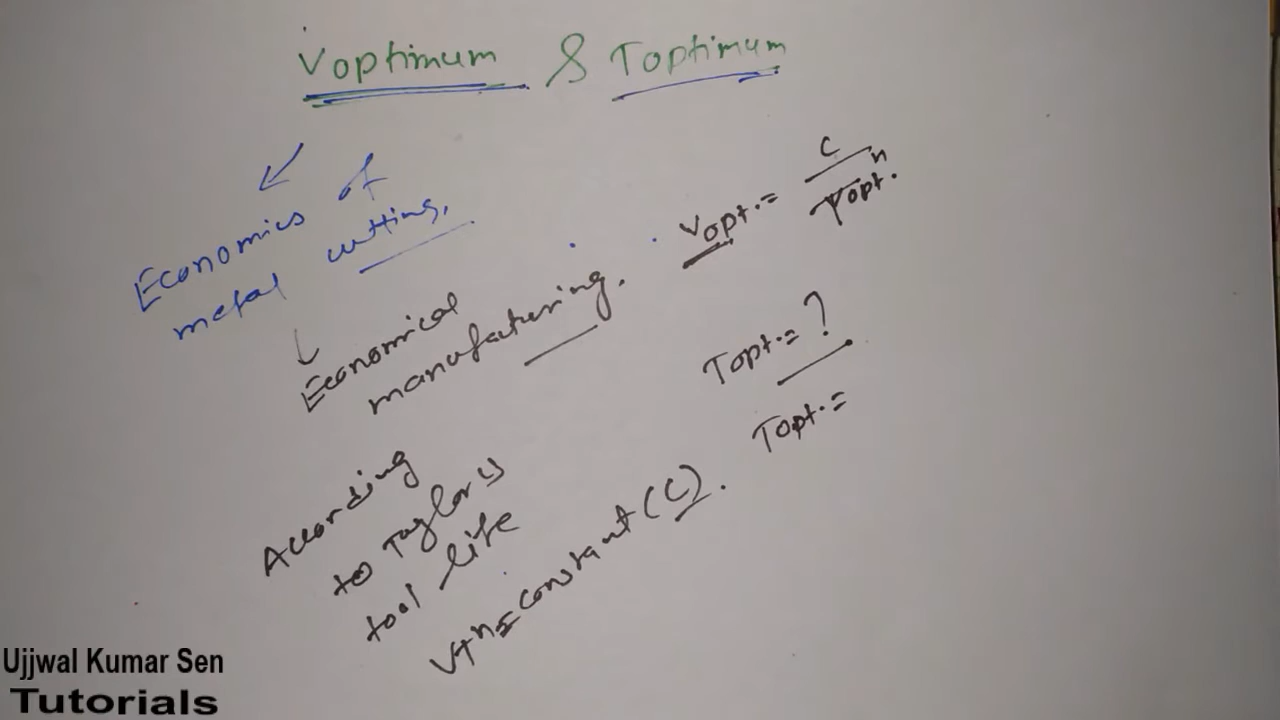 Voptimum & Toptimum
Economics of
metal cutting.
Economical
manufacturing.
According
to Taylor's
tool life
VTⁿ = constant (C).
Vopt. = C / Topt.ⁿ
Topt. = ?
Topt. =
Ujjwal Kumar Sen
Tutorials